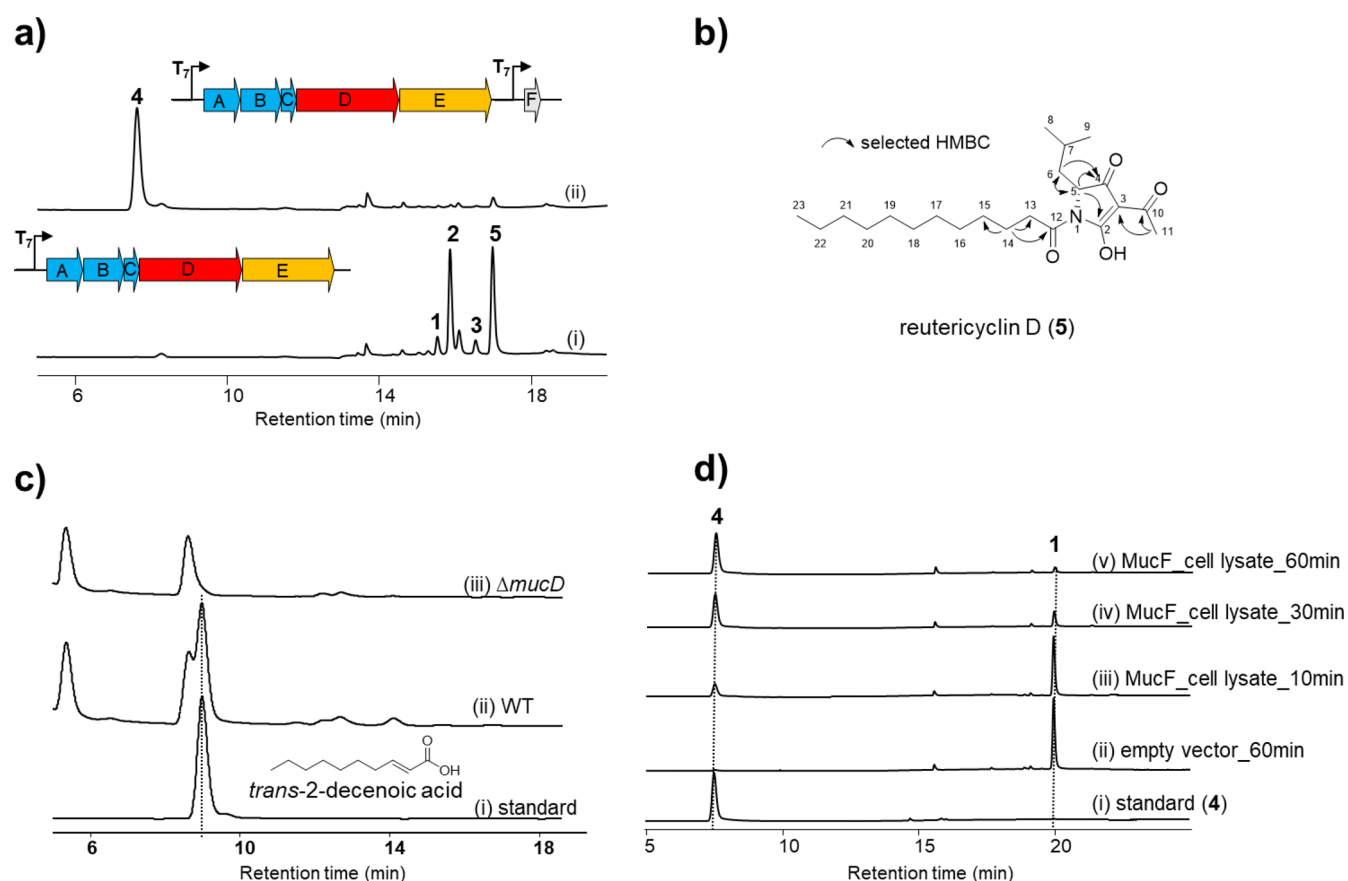 a)
T7
T7
A B C D E F
4
(ii)
T7
A B C D E
1 2 3 5
(i)
6 10 14 18
Retention time (min)
b)
selected HMBC
8 9
7
6 4 O
5 3 O
23 21 19 17 15 13 12 N 1 2 10
22 20 18 16 14 O OH 11
reutericyclin D (5)
c)
(iii) ΔmucD
(ii) WT
O
OH
trans-2-decenoic acid
(i) standard
6 10 14 18
Retention time (min)
d)
4 1
(v) MucF_cell lysate_60min
(iv) MucF_cell lysate_30min
(iii) MucF_cell lysate_10min
(ii) empty vector_60min
(i) standard (4)
5 10 15 20
Retention time (min)